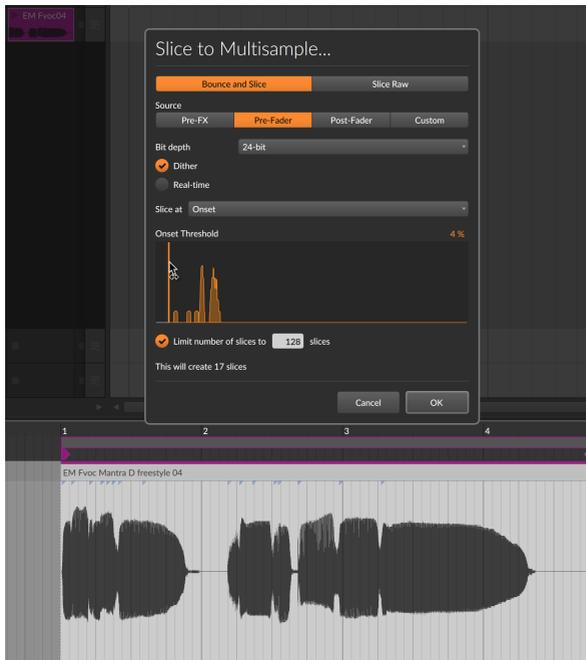 EM Fvoc04
Slice to Multisample...
Bounce and Slice Slice Raw
Source
Pre-FX Pre-Fader Post-Fader Custom
Bit depth 24-bit
Dither
Real-time
Slice at Onset
Onset Threshold 4 %
Limit number of slices to 128 slices
This will create 17 slices
Cancel OK
1 2 3 4
EM Fvoc Mantra D freestyle 04